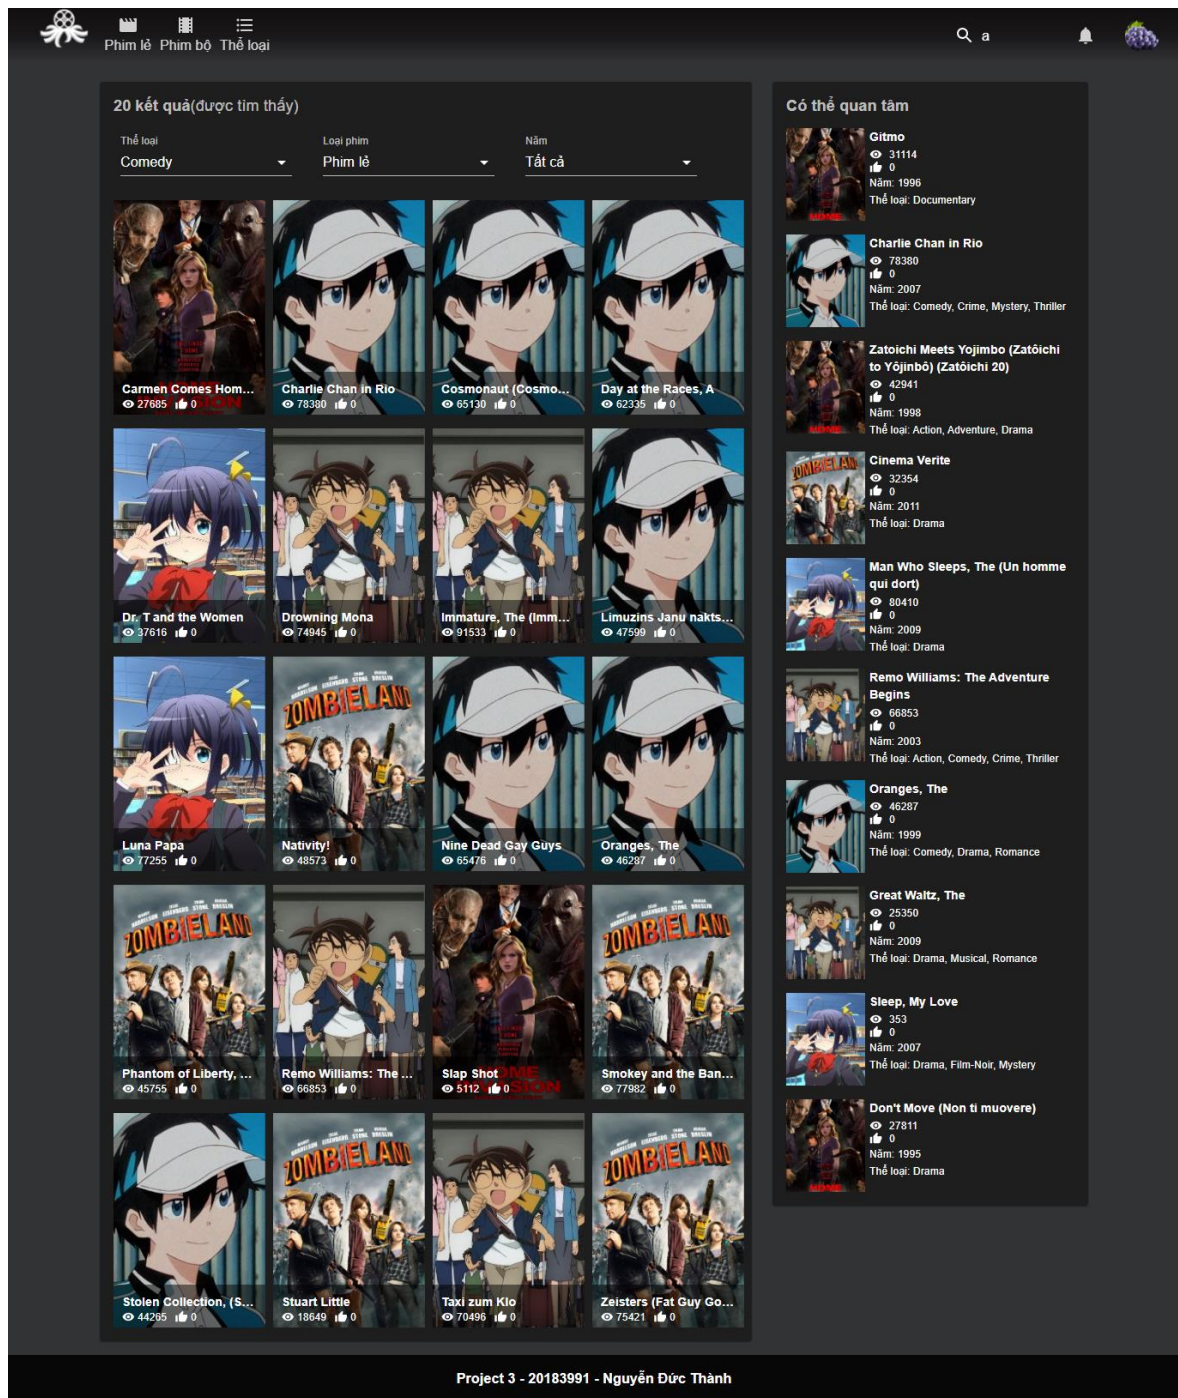 Phim lẻ Phim bộ Thể loại
a
20 kết quả(được tìm thấy)
Thể loại
Loại phim
Năm
Comedy
Phim lẻ
Tất cả
Carmen Comes Hom...
27685 0
Charlie Chan in Rio
78380 0
Cosmonaut (Cosmo...
65130 0
Day at the Races, A
62335 0
Dr. T and the Women
37616 0
Drowning Mona
74945 0
Immature, The (Imm...
91533 0
Limuzins Janu nakts...
47599 0
ZOMBIELAND
Luna Papa
77255 0
Nativity!
48573 0
Nine Dead Gay Guys
65476 0
Oranges, The
46287 0
ZOMBIELAND
HOME
INVASION
ZOMBIELAND
Phantom of Liberty, ...
45755 0
Remo Williams: The ...
66853 0
Slap Shot
5112 0
Smokey and the Ban...
77982 0
ZOMBIELAND
ZOMBIELAND
Stolen Collection, (S...
44265 0
Stuart Little
18649 0
Taxi zum Klo
70496 0
Zeisters (Fat Guy Go...
75421 0
Có thể quan tâm
Gitmo
31114
0
Năm: 1996
Thể loại: Documentary
HOME
Charlie Chan in Rio
78380
0
Năm: 2007
Thể loại: Comedy, Crime, Mystery, Thriller
Zatoichi Meets Yojimbo (Zatôichi
to Yôjinbô) (Zatôichi 20)
42941
0
Năm: 1998
Thể loại: Action, Adventure, Drama
HOME
ZOMBIELAND
Cinema Verite
32354
0
Năm: 2011
Thể loại: Drama
Man Who Sleeps, The (Un homme
qui dort)
80410
0
Năm: 2009
Thể loại: Drama
Remo Williams: The Adventure
Begins
66853
0
Năm: 2003
Thể loại: Action, Comedy, Crime, Thriller
Oranges, The
46287
0
Năm: 1999
Thể loại: Comedy, Drama, Romance
Great Waltz, The
25350
0
Năm: 2009
Thể loại: Drama, Musical, Romance
Sleep, My Love
353
0
Năm: 2007
Thể loại: Drama, Film-Noir, Mystery
Don't Move (Non ti muovere)
27811
0
Năm: 1995
Thể loại: Drama
HOME
Project 3 - 20183991 - Nguyễn Đức Thành